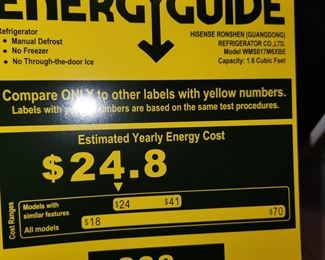 ENERGYGUIDE
Refrigerator
• Manual Defrost
• No Freezer
• No Through-the-door Ice
HISENSE RONSHEN (GUANGDONG)
REFRIGERATOR CO.,LTD.
Model WMS017M6XBE
Capacity: 1.6 Cubic Feet
Compare ONLY to other labels with yellow numbers.
Labels with yellow numbers are based on the same test procedures.
Estimated Yearly Energy Cost
$24.8
Cost Ranges
Models with
similar features
$24 $41
All models
$18 $70